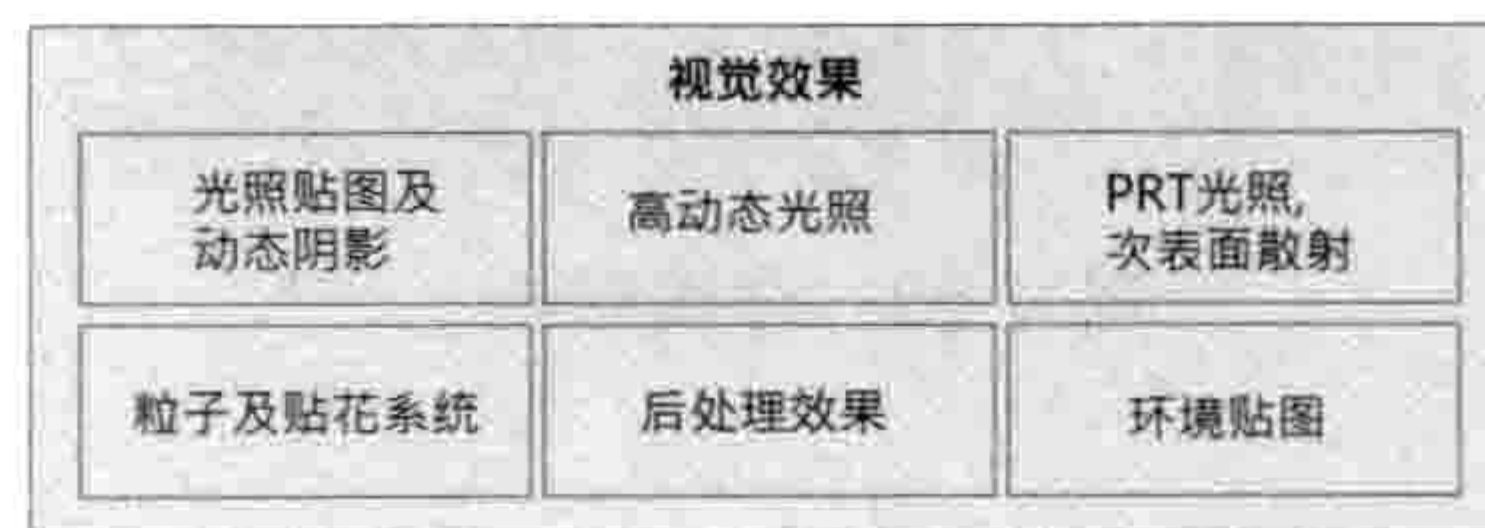 视觉效果
光照贴图及
动态阴影
高动态光照
PRT光照,
次表面散射
粒子及贴花系统
后处理效果
环境贴图